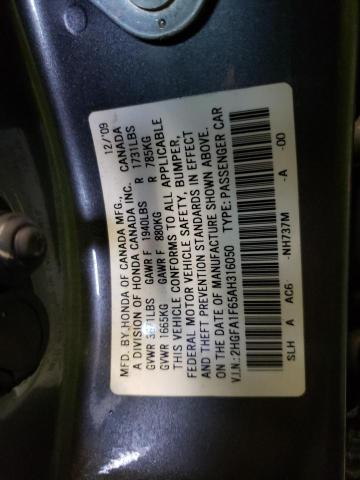 MFD. BY HONDA OF CANADA MFG., 12/'09
A DIVISION OF HONDA CANADA INC. CANADA
GVWR 3671LBS GAWR F 1940LBS R 1731LBS
GVWR 1665KG GAWR F 880KG R 785KG
THIS VEHICLE CONFORMS TO ALL APPLICABLE
FEDERAL MOTOR VEHICLE SAFETY, BUMPER,
AND THEFT PREVENTION STANDARDS IN EFFECT
ON THE DATE OF MANUFACTURE SHOWN ABOVE.
V.I.N.: 2HGFA1F65AH316050 TYPE: PASSENGER CAR
SLH A AC6 -NH737M -A -00